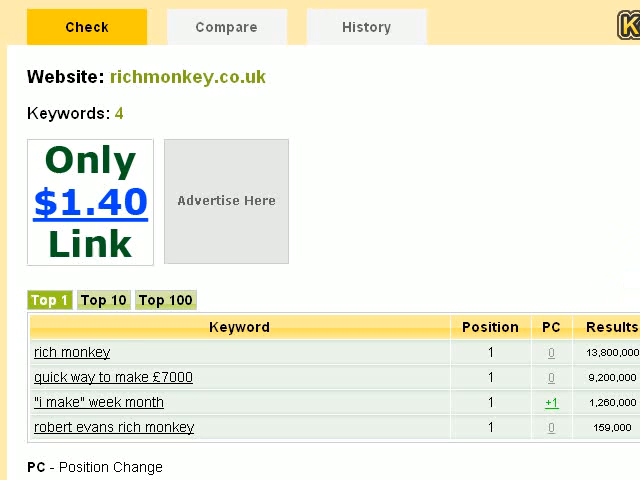 Check Compare History K
Website: richmonkey.co.uk
Keywords: 4
Only
$1.40
Link
Advertise Here
Top 1 Top 10 Top 100
Keyword Position PC Results
rich monkey 1 0 13,800,000
quick way to make £7000 1 0 9,200,000
"i make" week month 1 +1 1,260,000
robert evans rich monkey 1 0 159,000
PC - Position Change